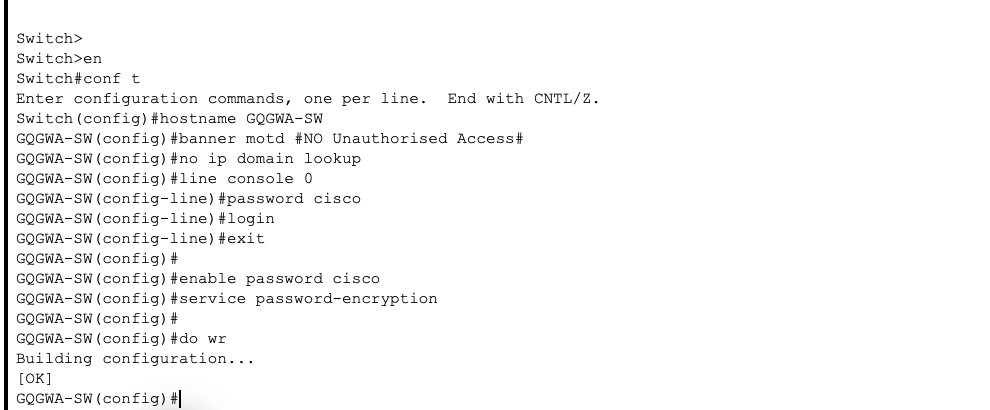 Switch>
Switch>en
Switch#conf t
Enter configuration commands, one per line.  End with CNTL/Z.
Switch(config)#hostname GQGWA-SW
GQGWA-SW(config)#banner motd #NO Unauthorised Access#
GQGWA-SW(config)#no ip domain lookup
GQGWA-SW(config)#line console 0
GQGWA-SW(config-line)#password cisco
GQGWA-SW(config-line)#login
GQGWA-SW(config-line)#exit
GQGWA-SW(config)#
GQGWA-SW(config)#enable password cisco
GQGWA-SW(config)#service password-encryption
GQGWA-SW(config)#
GQGWA-SW(config)#do wr
Building configuration...
[OK]
GQGWA-SW(config)#